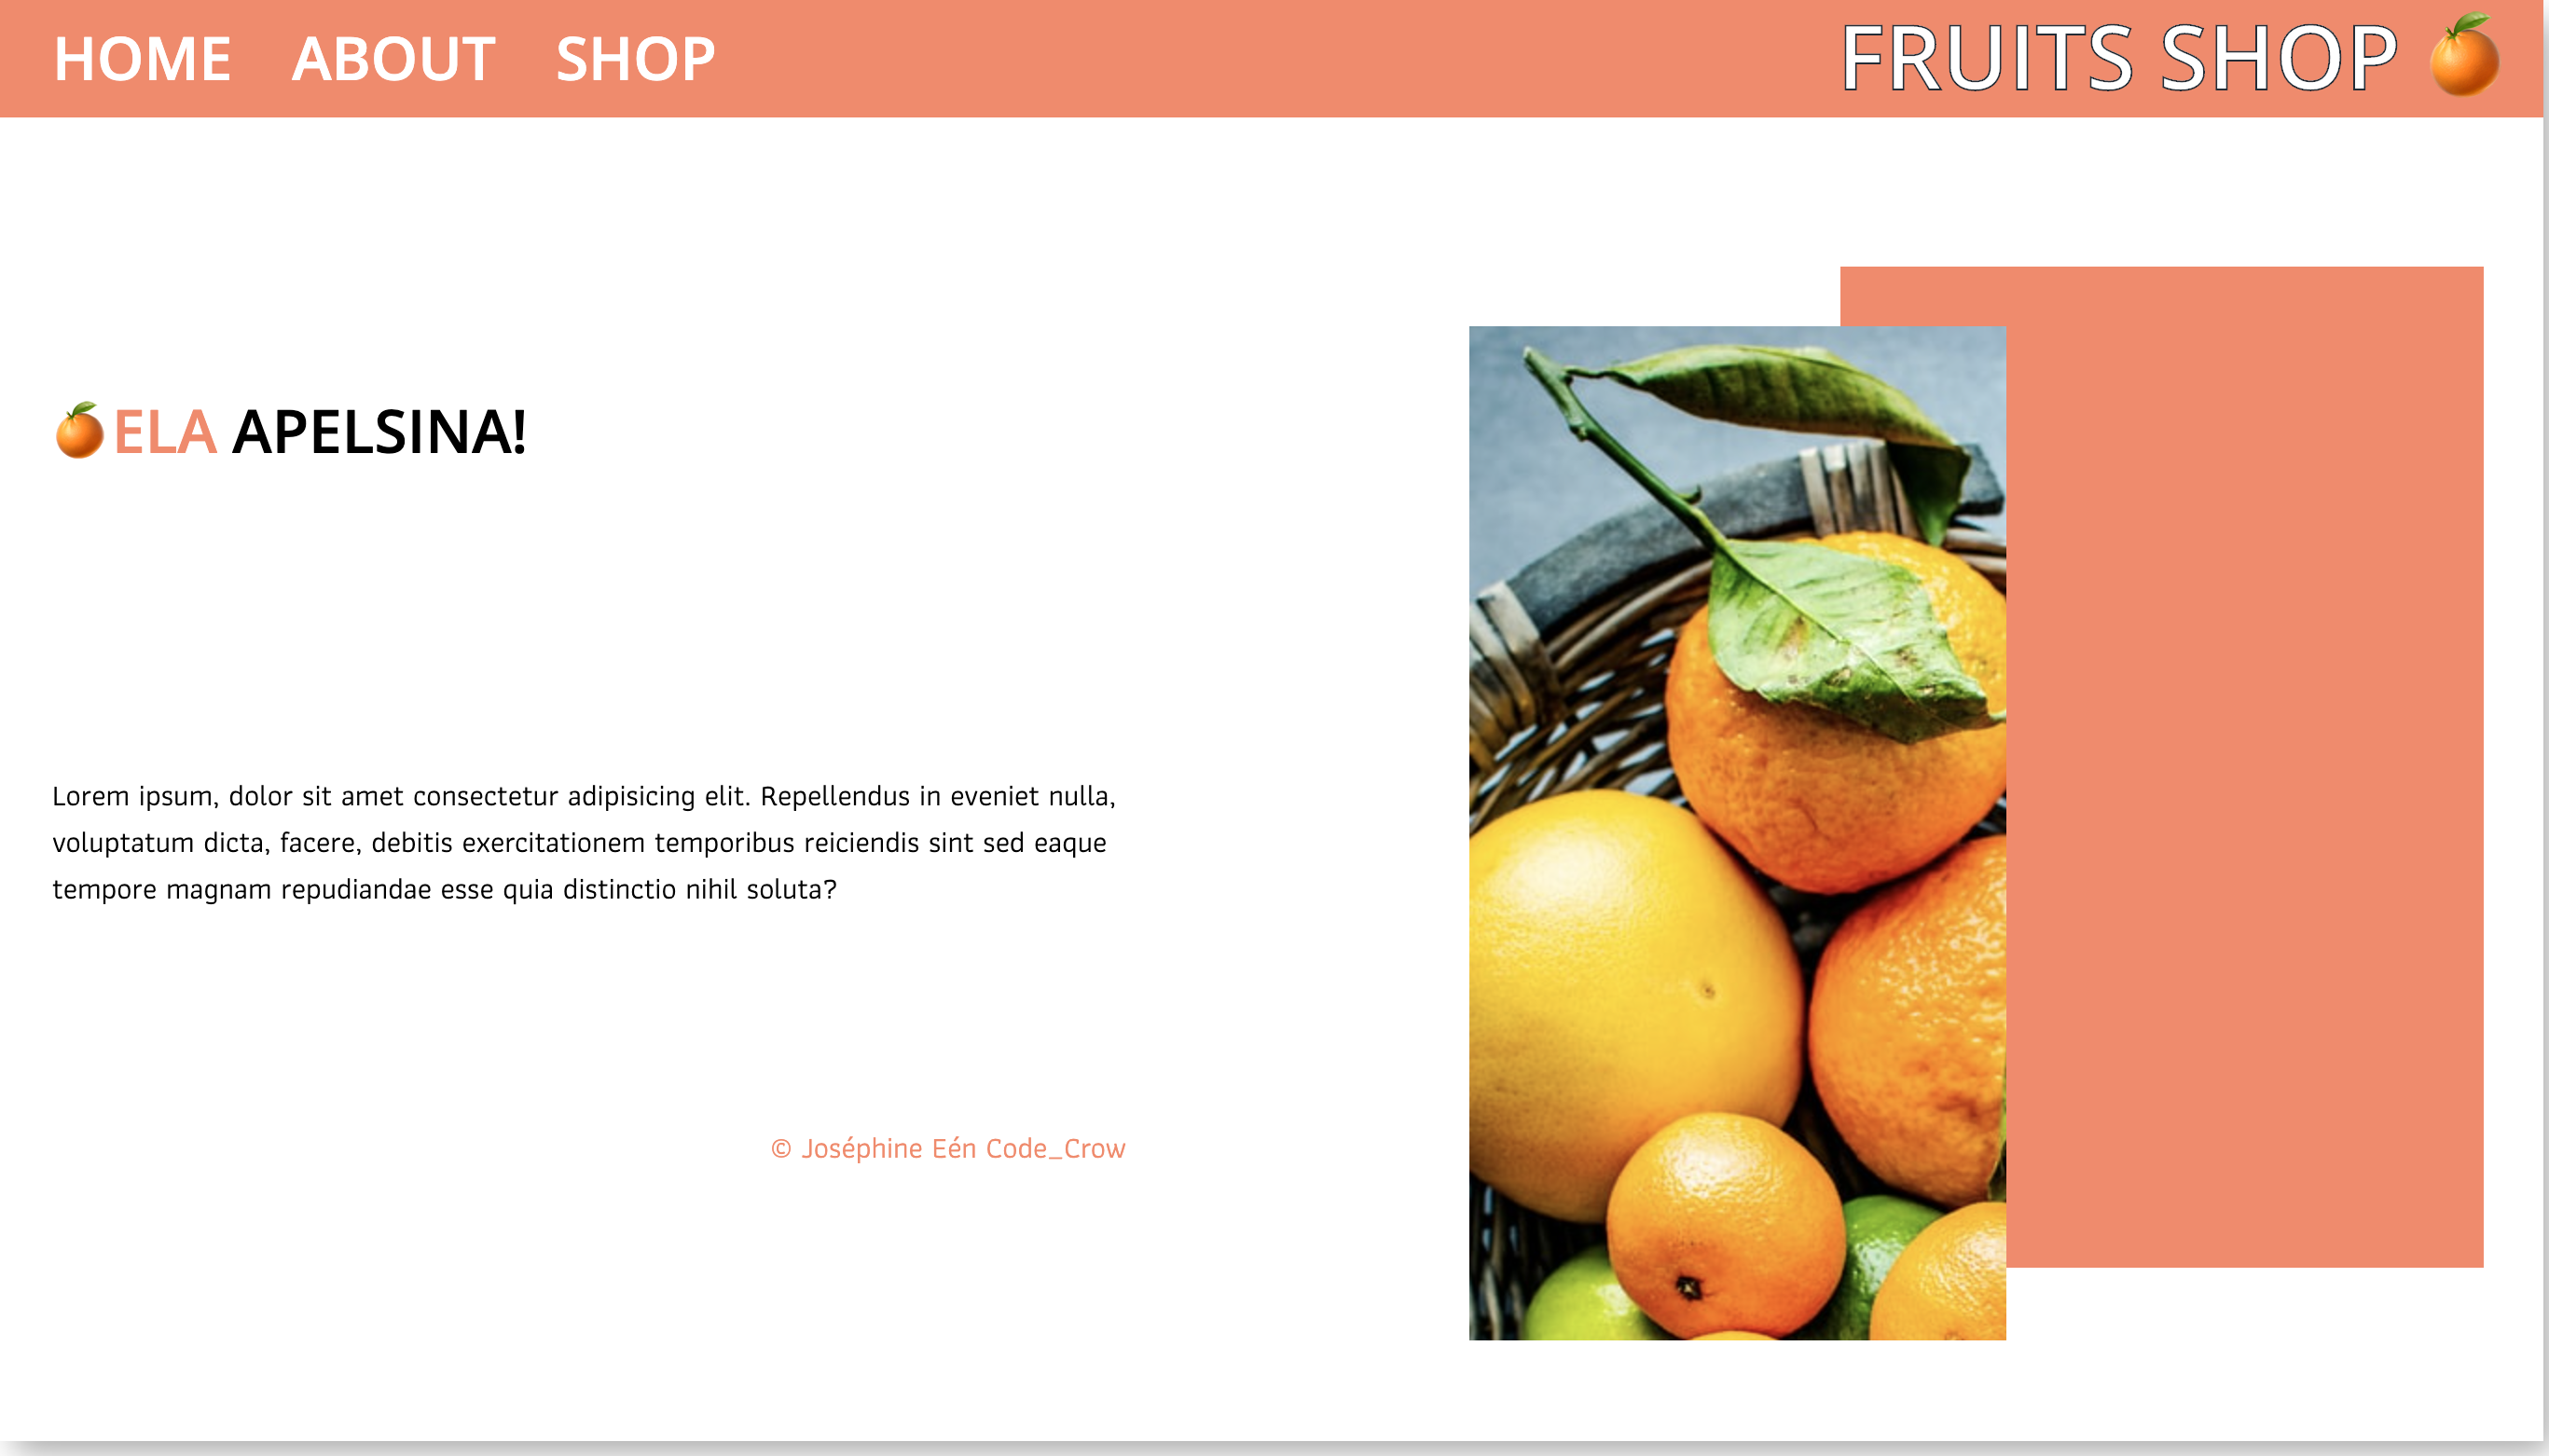 HOME ABOUT SHOP FRUITS SHOP 🍊
🍊ELA APELSINA!
Lorem ipsum, dolor sit amet consectetur adipisicing elit. Repellendus in eveniet nulla,
voluptatum dicta, facere, debitis exercitationem temporibus reiciendis sint sed eaque
tempore magnam repudiandae esse quia distinctio nihil soluta?
© Joséphine Eén Code_Crow